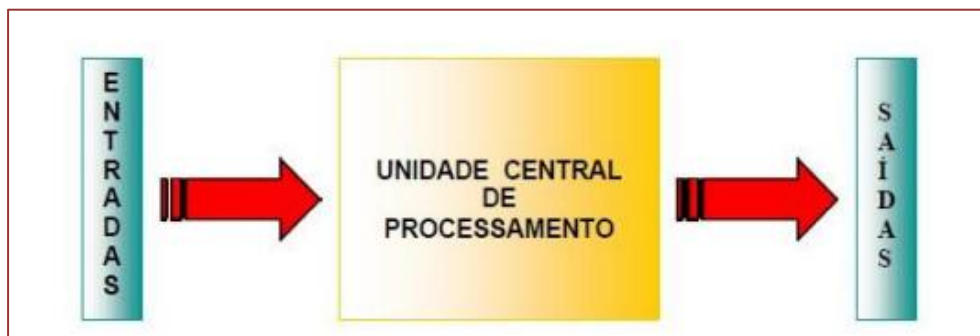 ENTRADAS
UNIDADE CENTRAL
DE
PROCESSAMENTO
SAÍDAS